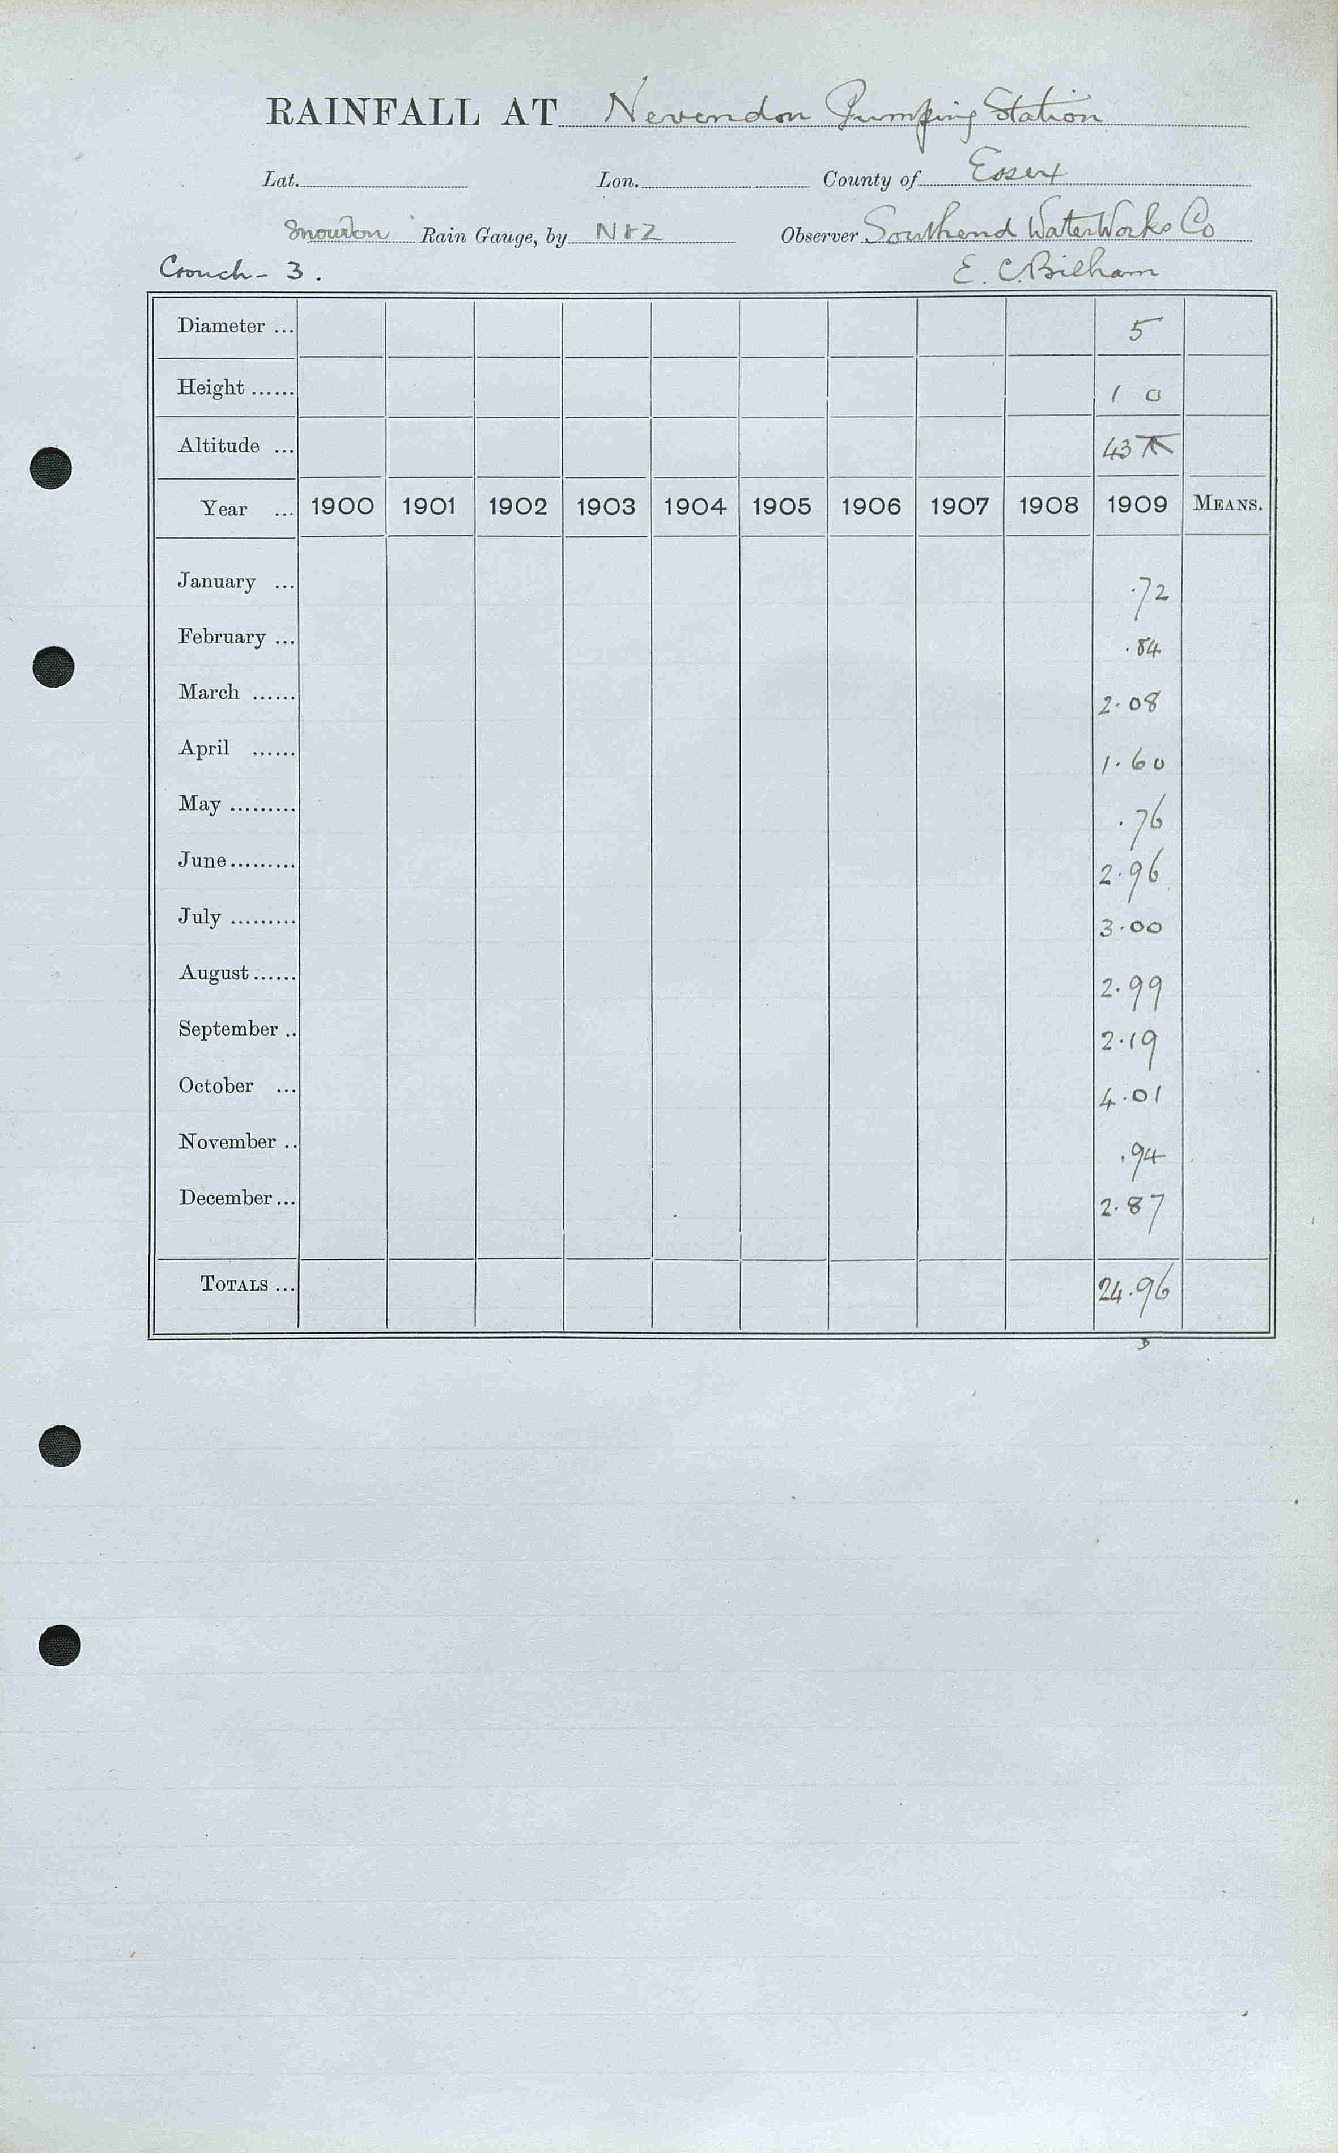 RAINFALL AT Nevendon Pumping Station
Lat. Lon. County of Essex
Snowdon Rain Gauge, by N & Z Observer Southend WaterWorks Co
Crouch - 3. E. C. Bilham
Diameter ... 5
Height ...... 1 0
Altitude ... 43
Year ... 1900 1901 1902 1903 1904 1905 1906 1907 1908 1909 MEANS.
January ... .72
February ... .84
March ...... 2.08
April ...... 1.60
May ......... .76
June ......... 2.96
July ......... 3.00
August ...... 2.99
September .. 2.19
October ... 4.01
November .. .94
December ... 2.87
TOTALS ... 24.96